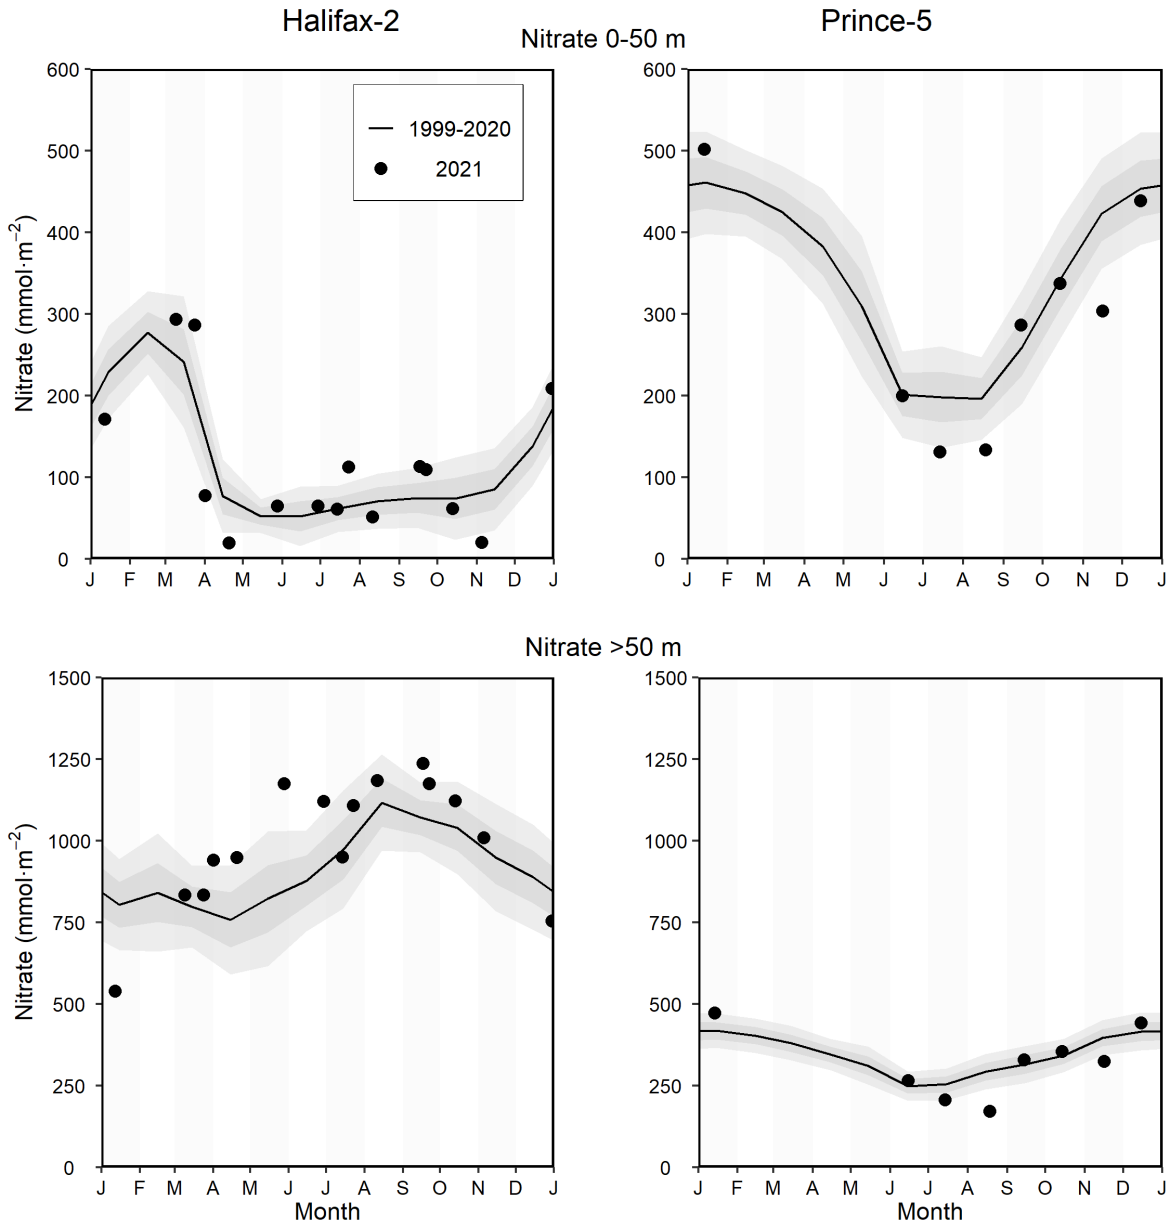 Halifax-2
Prince-5
Nitrate 0-50 m
600
500
400
300
200
100
0
Nitrate (mmol·m⁻²)
1999-2020
2021
J F M A M J J A S O N D J
600
500
400
300
200
100
0
J F M A M J J A S O N D J
Nitrate >50 m
1500
1250
1000
750
500
250
0
Nitrate (mmol·m⁻²)
J F M A M J J A S O N D J
Month
1500
1250
1000
750
500
250
0
J F M A M J J A S O N D J
Month